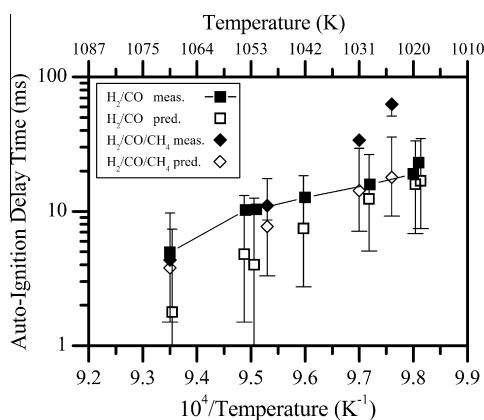 Temperature (K)
1087 1075 1064 1053 1042 1031 1020 1010
100
10
1
Auto-Ignition Delay Time (ms)
H₂/CO meas.
H₂/CO pred.
H₂/CO/CH₄ meas.
H₂/CO/CH₄ pred.
9.2 9.3 9.4 9.5 9.6 9.7 9.8 9.9
10⁴/Temperature (K⁻¹)